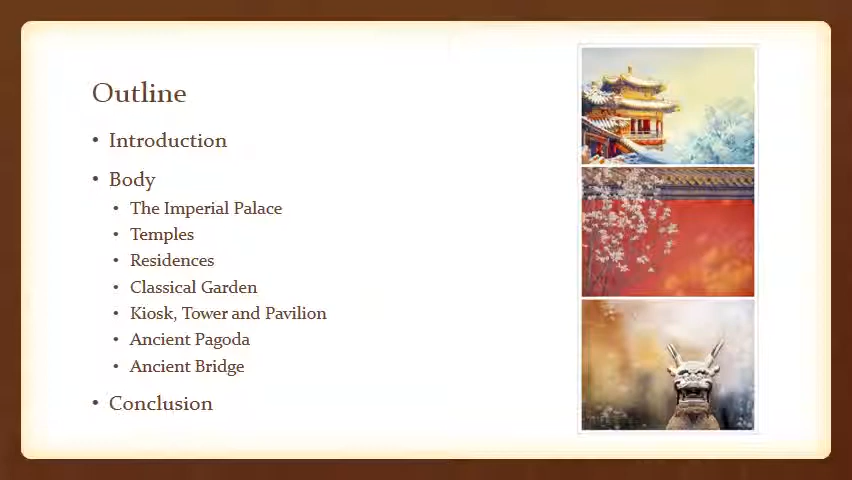 Outline
• Introduction
• Body
• The Imperial Palace
• Temples
• Residences
• Classical Garden
• Kiosk, Tower and Pavilion
• Ancient Pagoda
• Ancient Bridge
• Conclusion